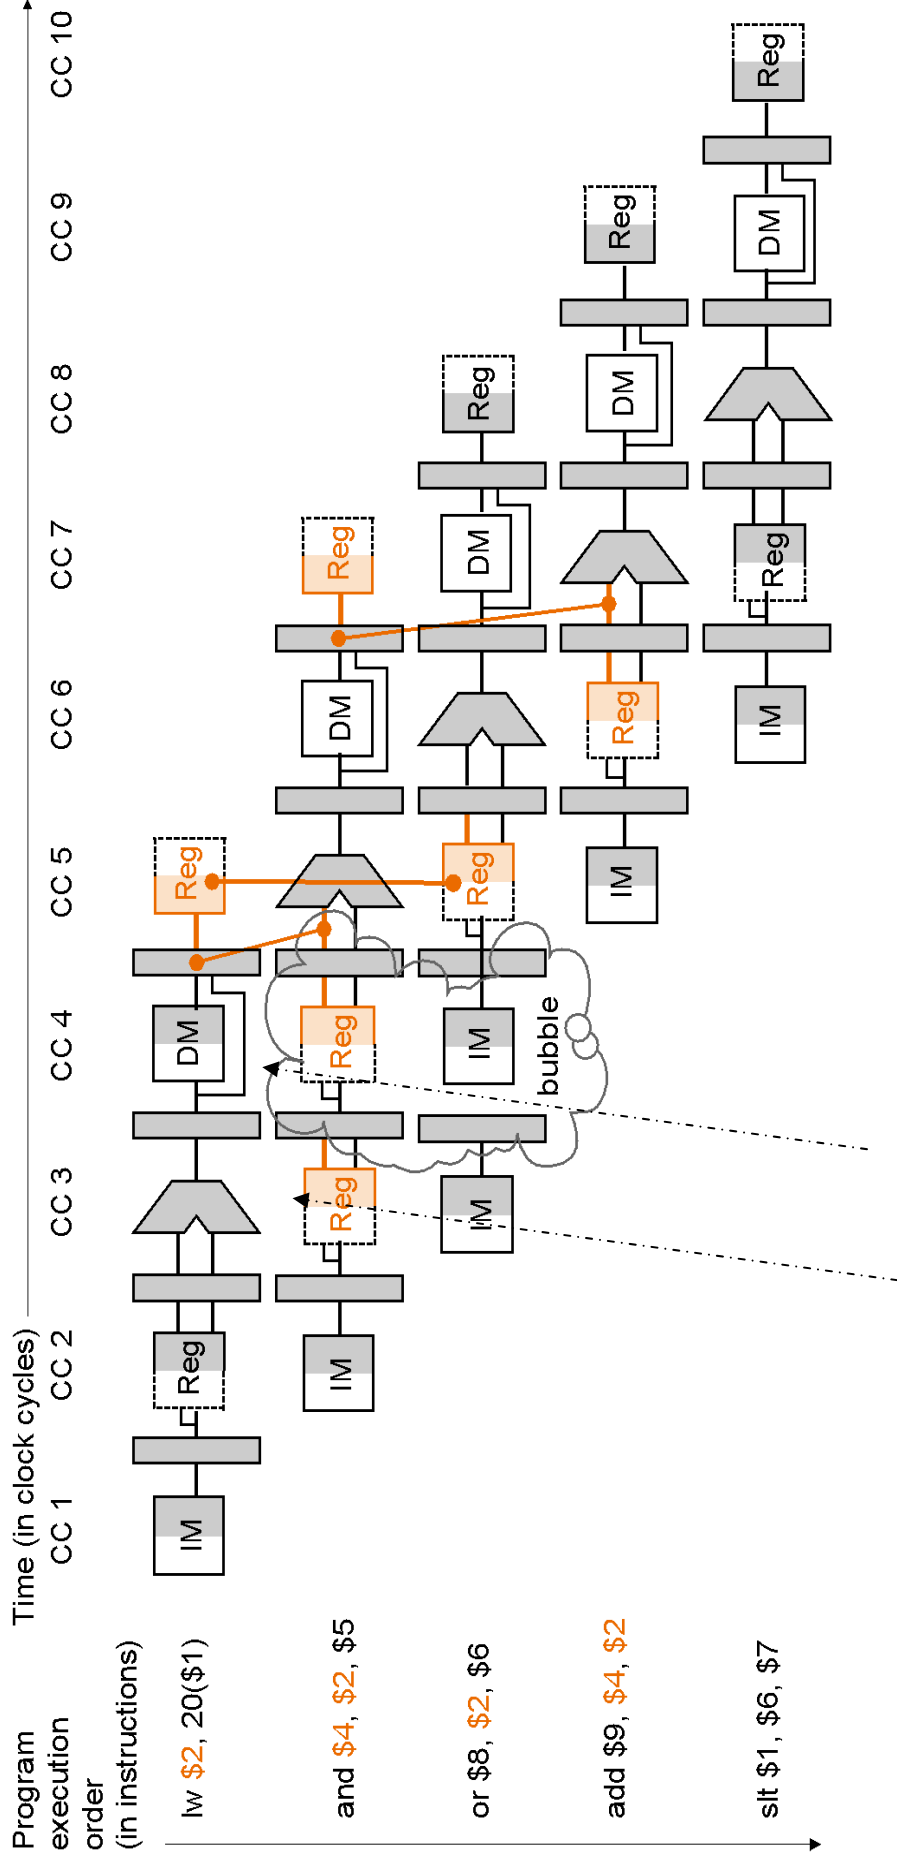 Time (in clock cycles)
CC 1 CC 2 CC 3 CC 4 CC 5 CC 6 CC 7 CC 8 CC 9 CC 10
Program
execution
order
(in instructions)
lw $2, 20($1)
IM Reg DM Reg
and $4, $2, $5
IM Reg Reg DM Reg
or $8, $2, $6
IM IM Reg DM Reg
bubble
add $9, $4, $2
IM Reg DM Reg
slt $1, $6, $7
IM Reg DM Reg